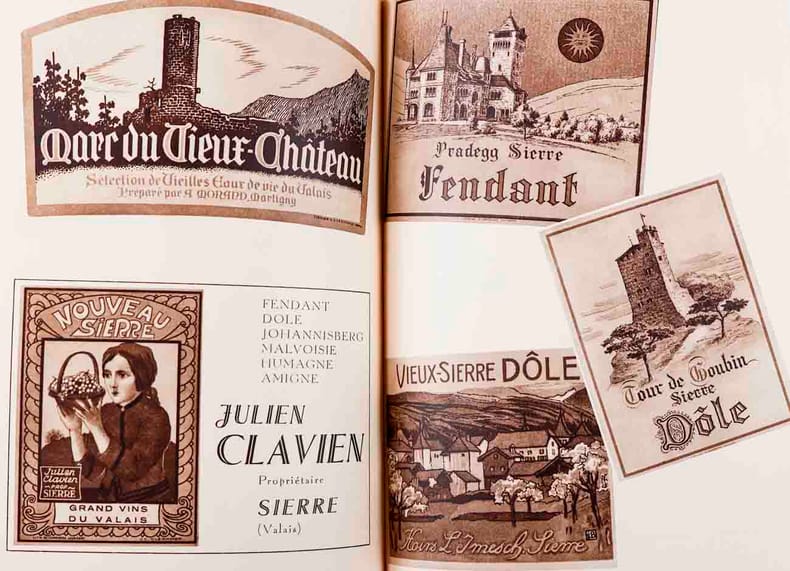 Marc du Vieux-Château
Sélection de Vieilles Eaux de vie du Valais
Préparé par A. MORAND, Martigny
NOUVEAU
SIERRE
Julien
Clavien
PROP.
SIERRE
GRAND VINS
DU VALAIS
FENDANT
DOLE
JOHANNISBERG
MALVOISIE
HUMAGNE
AMIGNE
JULIEN
CLAVIEN
Propriétaire
SIERRE
(Valais)
Pradegg Sierre
Fendant
Tour de Goubin
Sierre
Dôle
VIEUX-SIERRE DÔLE
Hoirs L. Imesch, Sierre